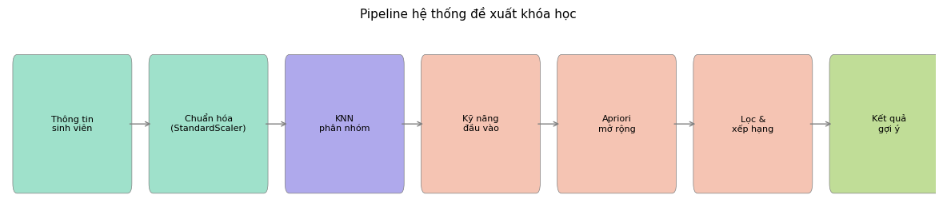 Pipeline hệ thống đề xuất khóa học
Thông tin
sinh viên
Chuẩn hóa
(StandardScaler)
KNN
phân nhóm
Kỹ năng
đầu vào
Apriori
mở rộng
Lọc &
xếp hạng
Kết quả
gợi ý